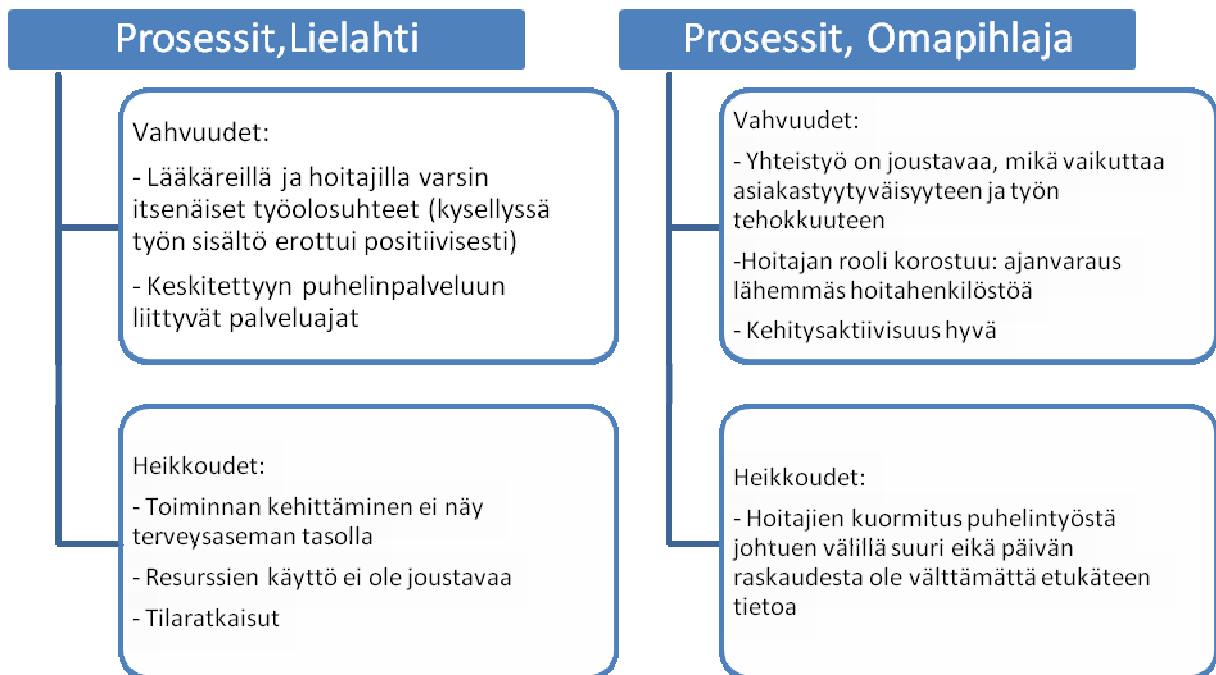 Prosessit,Lielahti
Vahvuudet:
- Lääkäreillä ja hoitajilla varsin
itsenäiset työolosuhteet (kysellyssä
työn sisältö erottui positiivisesti)
- Keskitettyyn puhelinpalveluun
liittyvät palveluajat
Heikkoudet:
- Toiminnan kehittäminen ei näy
terveysaseman tasolla
- Resurssien käyttö ei ole joustavaa
- Tilaratkaisut
Prosessit, Omapihlaja
Vahvuudet:
- Yhteistyö on joustavaa, mikä vaikuttaa
asiakastyytyväisyyteen ja työn
tehokkuuteen
-Hoitajan rooli korostuu: ajanvaraus
lähemmäs hoitahenkilöstöä
- Kehitysaktiivisuus hyvä
Heikkoudet:
- Hoitajien kuormitus puhelintyöstä
johtuen välillä suuri eikä päivän
raskaudesta ole välttämättä etukäteen
tietoa